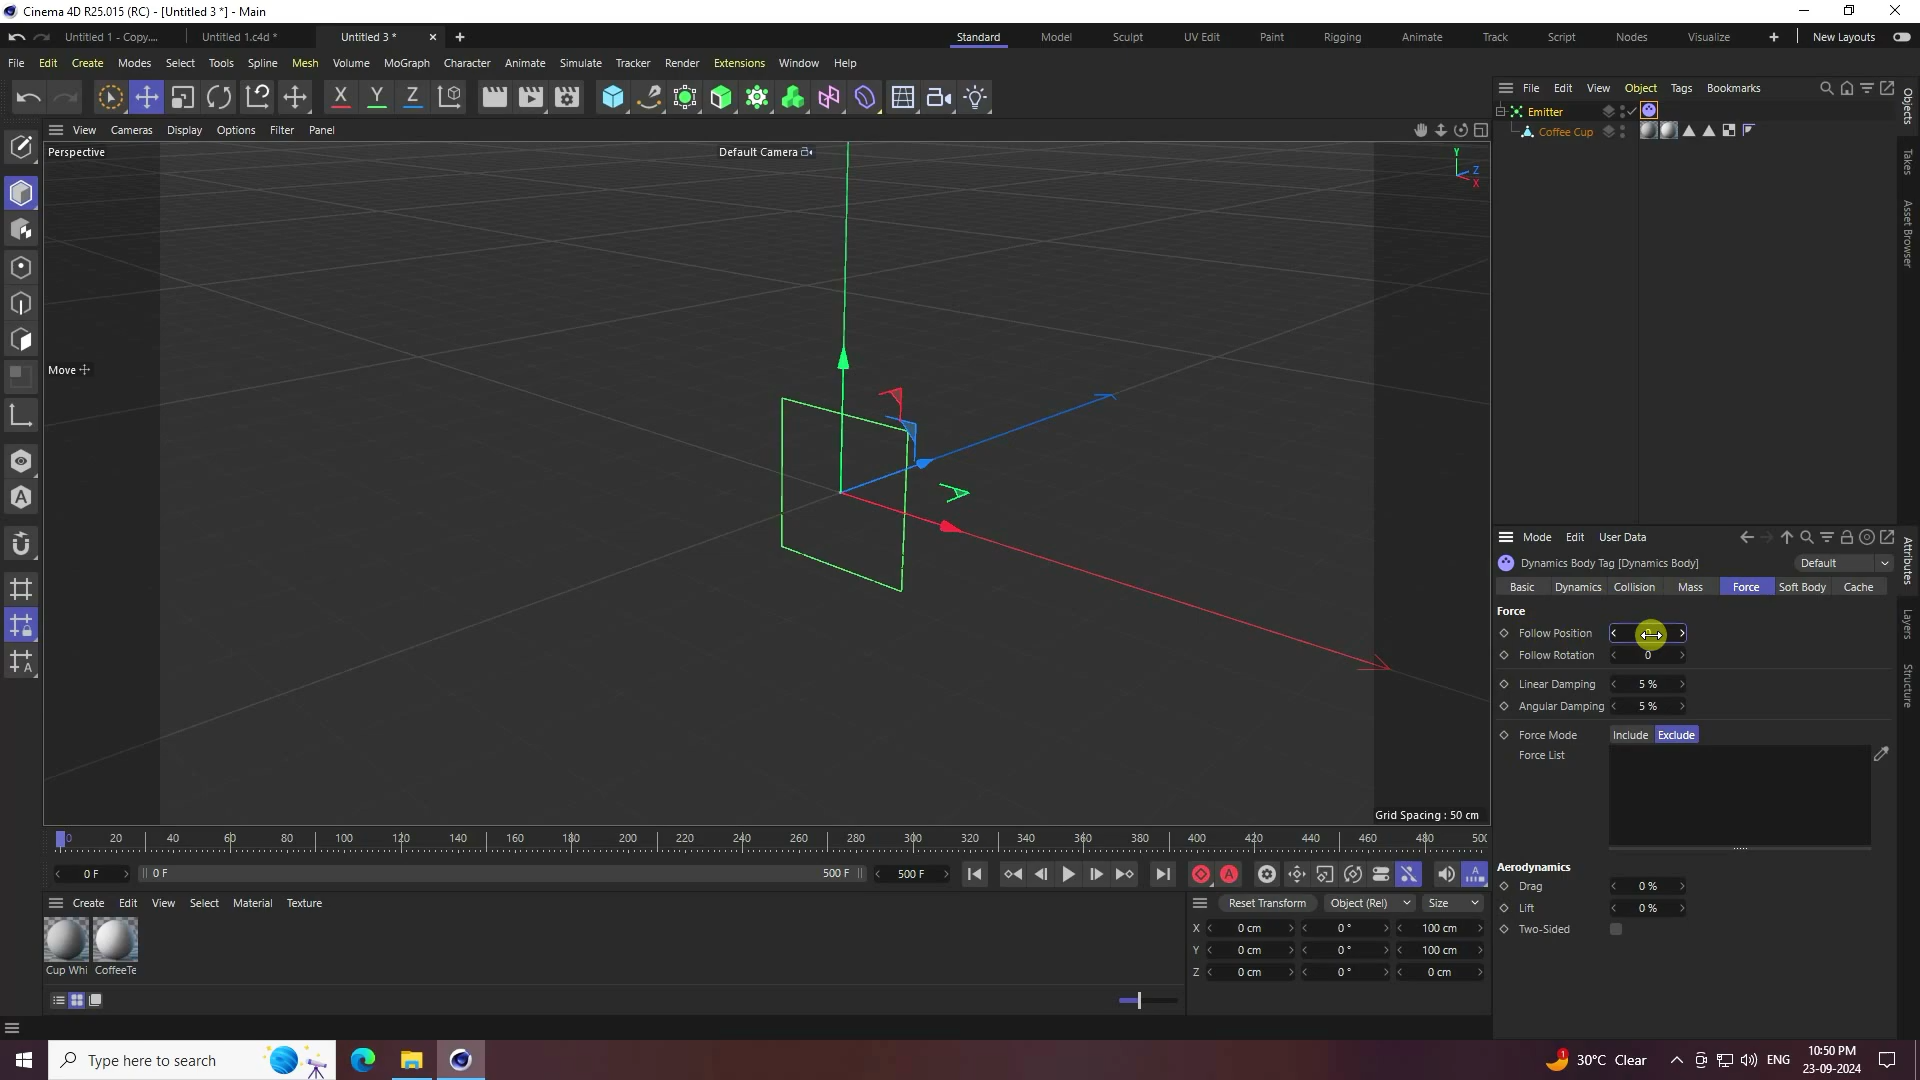 Cinema 4D R25.015 (RC) - [Untitled 3 *] - Main
Untitled 1 - Copy....
Untitled 1.c4d *
Untitled 3 *
Standard
Model
Sculpt
UV Edit
Paint
Rigging
Animate
Track
Script
Nodes
Visualize
New Layouts
File Edit Create Modes Select Tools Spline Mesh Volume MoGraph Character Animate Simulate Tracker Render Extensions Window Help
X Y Z
File Edit View Object Tags Bookmarks
Emitter
Coffee Cup
Objects
Takes
Asset Browser
View Cameras Display Options Filter Panel
Perspective
Default Camera
Y
Z
X
Move
Grid Spacing : 50 cm
Mode Edit User Data
Attributes
Layers
Structure
Dynamics Body Tag [Dynamics Body]
Default
Basic Dynamics Collision Mass Force Soft Body Cache
Force
Follow Position
Follow Rotation 0
Linear Damping 5 %
Angular Damping 5 %
Force Mode Include Exclude
Force List
Aerodynamics
Drag 0 %
Lift 0 %
Two-Sided
0 20 40 60 80 100 120 140 160 180 200 220 240 260 280 300 320 340 360 380 400 420 440 460 480 50
0 F
0 F
500 F
500 F
Create Edit View Select Material Texture
Cup Whi
CoffeeTe
Reset Transform
Object (Rel)
Size
X 0 cm 0 ° 100 cm
Y 0 cm 0 ° 100 cm
Z 0 cm 0 ° 0 cm
Type here to search
1
30°C Clear
ENG
10:50 PM
23-09-2024